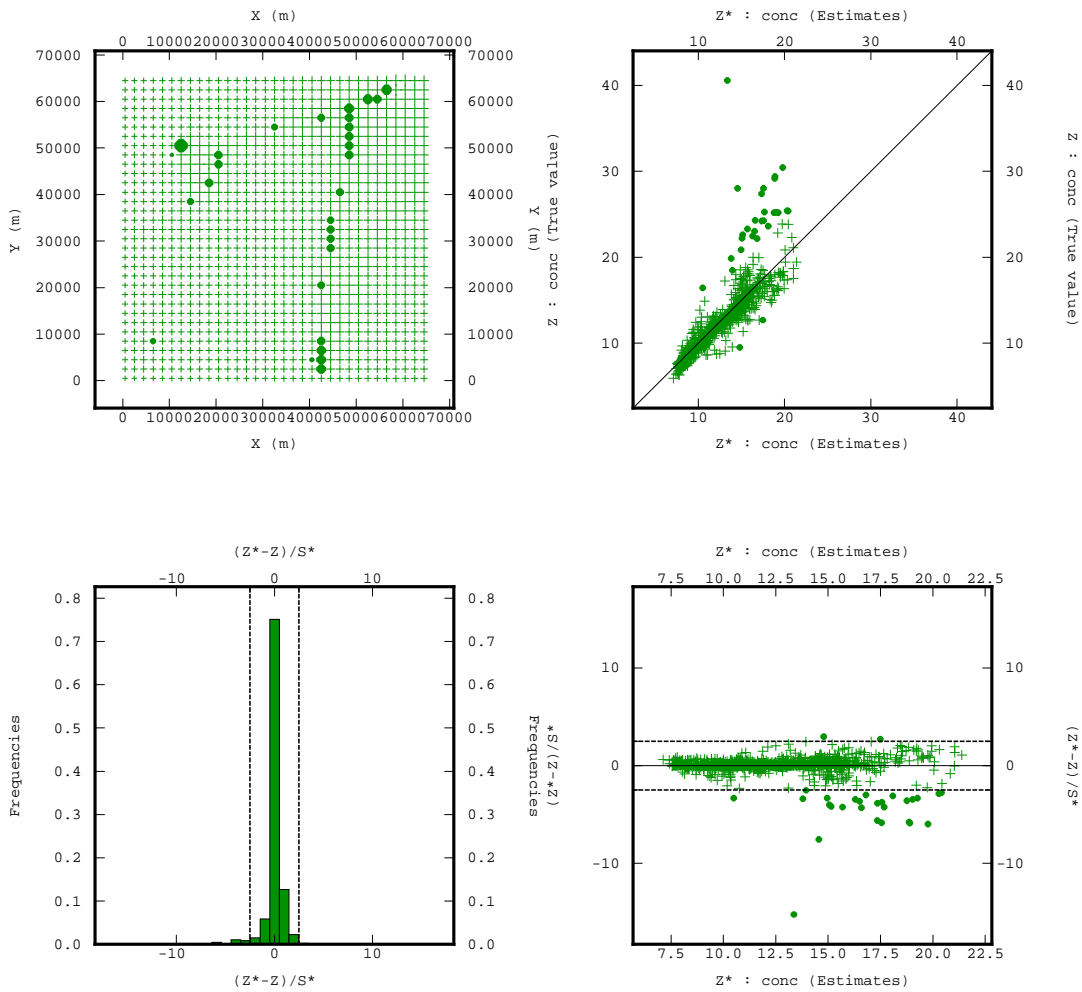 X (m)
0 10000 20000 30000 40000 50000 60000 70000
70000 70000
60000 60000
50000 50000
40000 40000
30000 30000
20000 20000
10000 10000
0 0
Y (m)
Y (m)
0 10000 20000 30000 40000 50000 60000 70000
X (m)
Z* : conc (Estimates)
10 20 30 40
40 40
30 30
20 20
10 10
Z : conc (True value)
Z : conc (True value)
10 20 30 40
Z* : conc (Estimates)
(Z*-Z)/S*
-10 0 10
0.8 0.8
0.7 0.7
0.6 0.6
0.5 0.5
0.4 0.4
0.3 0.3
0.2 0.2
0.1 0.1
0.0 0.0
Frequencies
Frequencies
-10 0 10
(Z*-Z)/S*
Z* : conc (Estimates)
7.5 10.0 12.5 15.0 17.5 20.0 22.5
10 10
0 0
-10 -10
(Z*-Z)/S*
(Z*-Z)/S*
7.5 10.0 12.5 15.0 17.5 20.0 22.5
Z* : conc (Estimates)